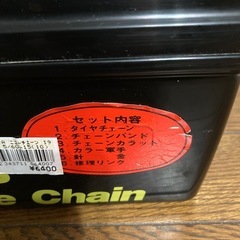 セット内容
1. タイヤチェーン
2. チェーンバンド
3. チェーンカラット
4. カラー軍手
5. 針 金
6. 修理リンク
¥6400
e Chain